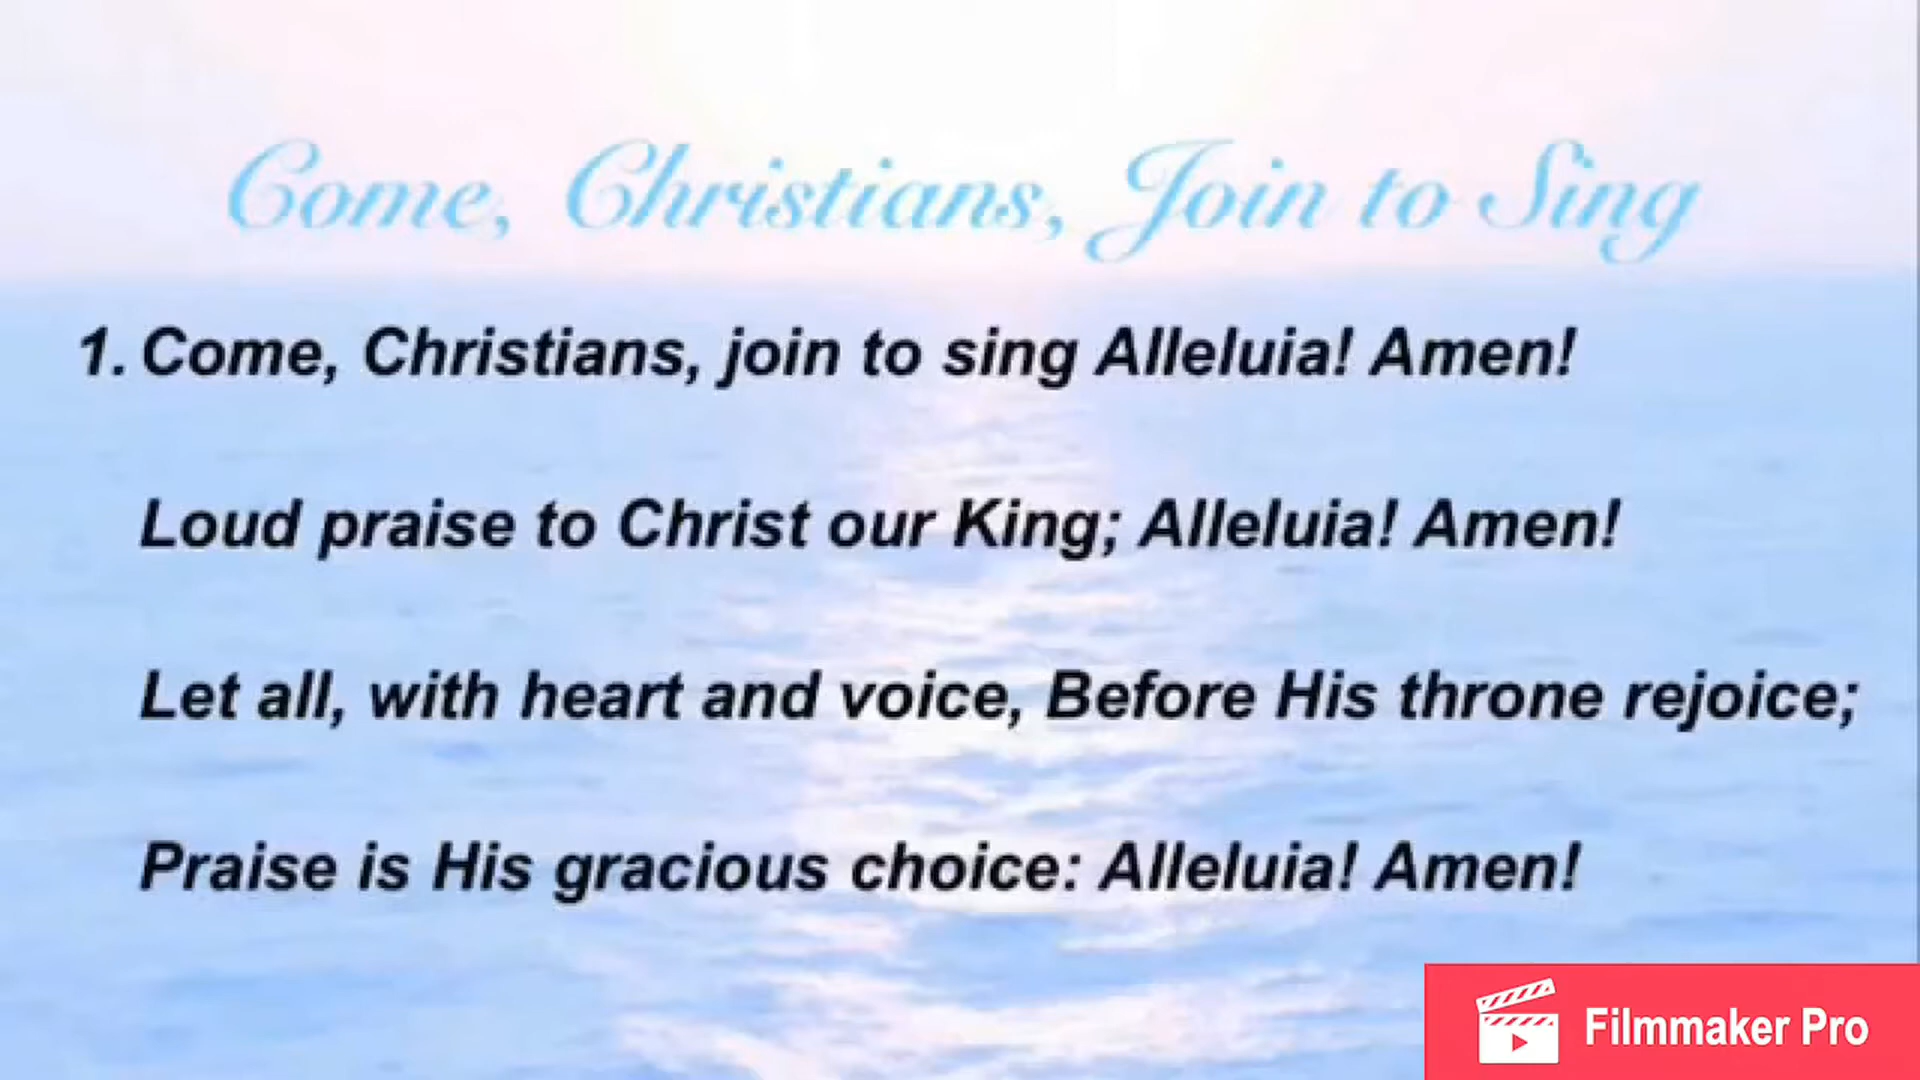 Come, Christians, Join to Sing
1. Come, Christians, join to sing Alleluia! Amen!
Loud praise to Christ our King; Alleluia! Amen!
Let all, with heart and voice, Before His throne rejoice;
Praise is His gracious choice: Alleluia! Amen!
Filmmaker Pro